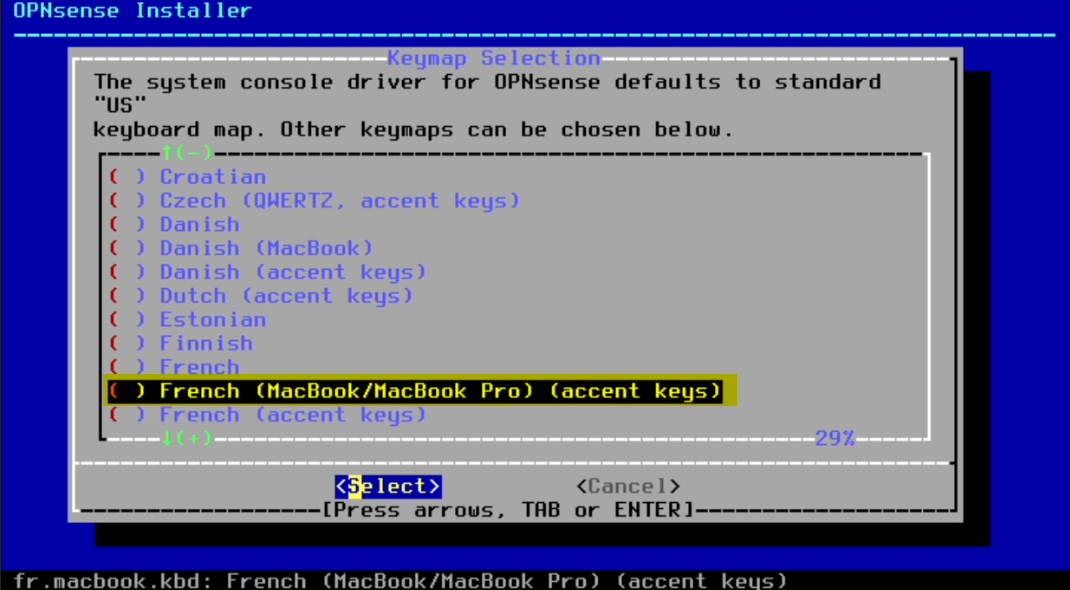 OPNsense Installer
Keymap Selection
The system console driver for OPNsense defaults to standard
"US"
keyboard map. Other keymaps can be chosen below.
↑(-)
( ) Croatian
( ) Czech (QWERTZ, accent keys)
( ) Danish
( ) Danish (MacBook)
( ) Danish (accent keys)
( ) Dutch (accent keys)
( ) Estonian
( ) Finnish
( ) French
( ) French (MacBook/MacBook Pro) (accent keys)
( ) French (accent keys)
↓(+) 29%
<Select> <Cancel>
[Press arrows, TAB or ENTER]
fr.macbook.kbd: French (MacBook/MacBook Pro) (accent keys)